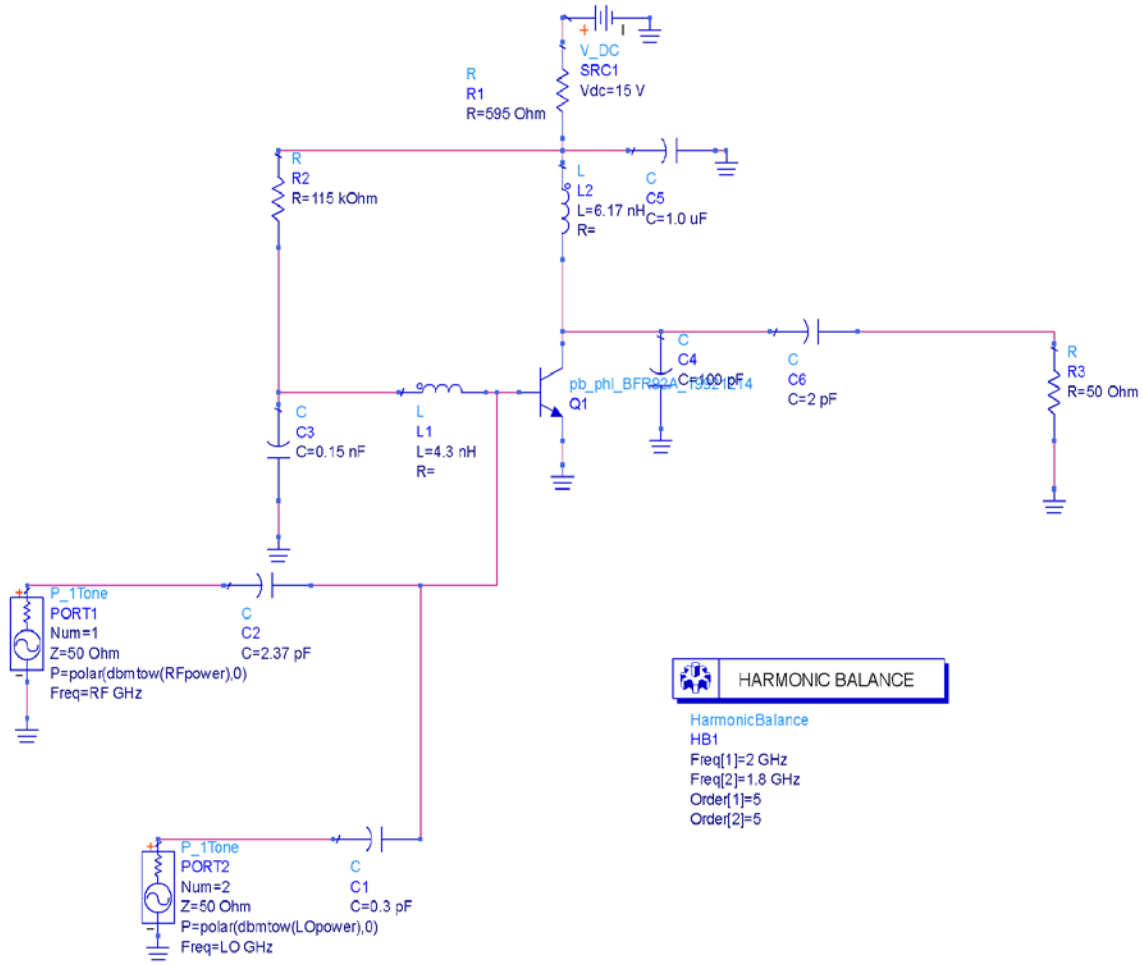 +
V_DC
SRC1
Vdc=15 V
R
R1
R=595 Ohm
R
R2
R=115 kOhm
L
L2
L=6.17 nH
R=
C
C5
C=1.0 uF
C
C3
C=0.15 nF
L
L1
L=4.3 nH
R=
pb_phl_BFR92A_19921214
Q1
C
C4
C=100 pF
C
C6
C=2 pF
R
R3
R=50 Ohm
+
P_1Tone
PORT1
Num=1
Z=50 Ohm
P=polar(dbmtow(RFpower),0)
Freq=RF GHz
C
C2
C=2.37 pF
HARMONIC BALANCE
HarmonicBalance
HB1
Freq[1]=2 GHz
Freq[2]=1.8 GHz
Order[1]=5
Order[2]=5
+
P_1Tone
PORT2
Num=2
Z=50 Ohm
P=polar(dbmtow(LOpower),0)
Freq=LO GHz
C
C1
C=0.3 pF